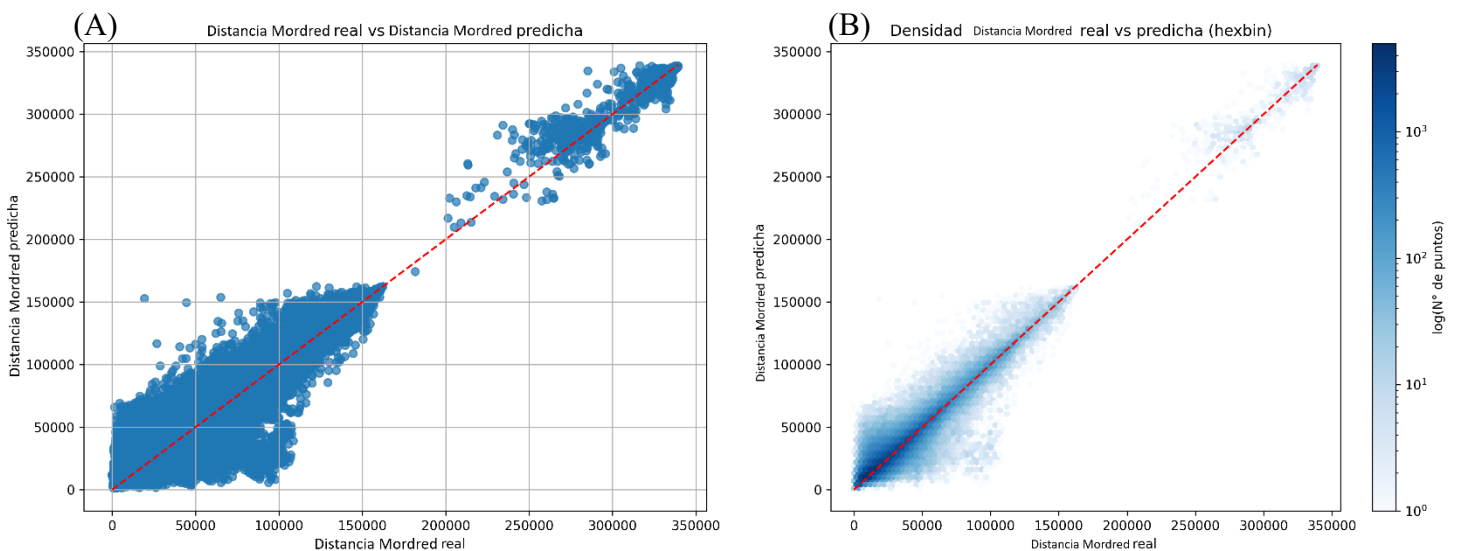 (A)
Distancia Mordred real vs Distancia Mordred predicha
350000
300000
250000
200000
150000
100000
50000
0
Distancia Mordred predicha
0 50000 100000 150000 200000 250000 300000 350000
Distancia Mordred real
(B)
Densidad Distancia Mordred real vs predicha (hexbin)
350000
300000
250000
200000
150000
100000
50000
0
Distancia Mordred predicha
0 50000 100000 150000 200000 250000 300000 350000
Distancia Mordred real
10³
10²
10¹
10⁰
log(N° de puntos)